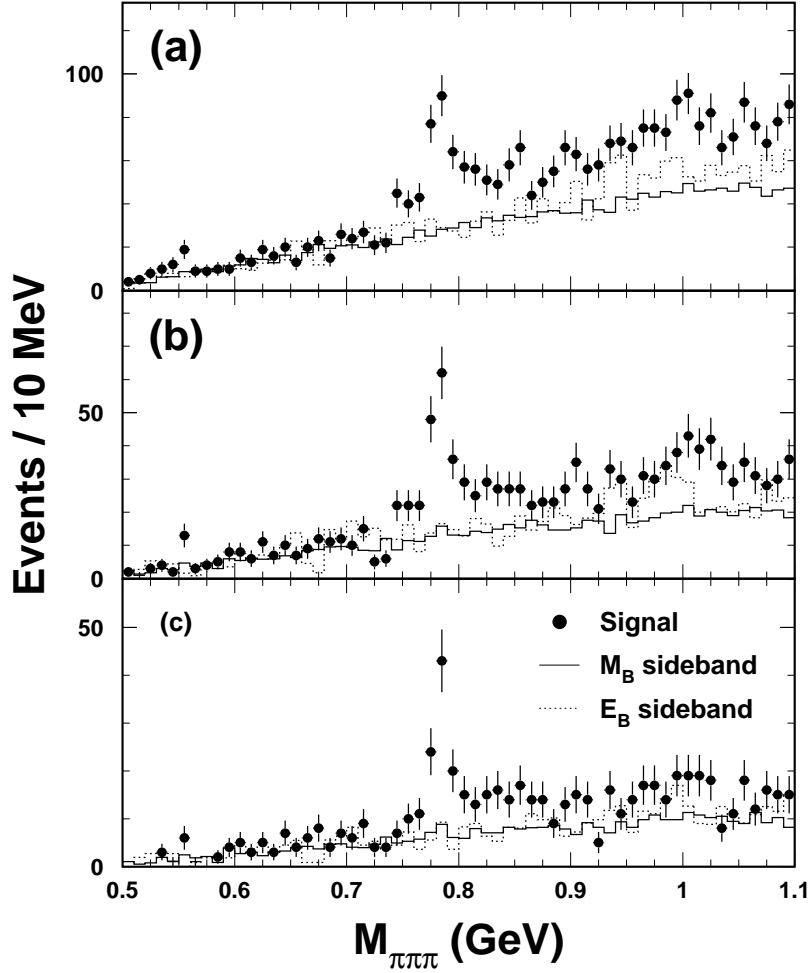 (a)
100
0
(b)
50
0
(c)
50
0
Signal
M_B sideband
E_B sideband
0.5 0.6 0.7 0.8 0.9 1 1.1
M_πππ (GeV)
Events / 10 MeV